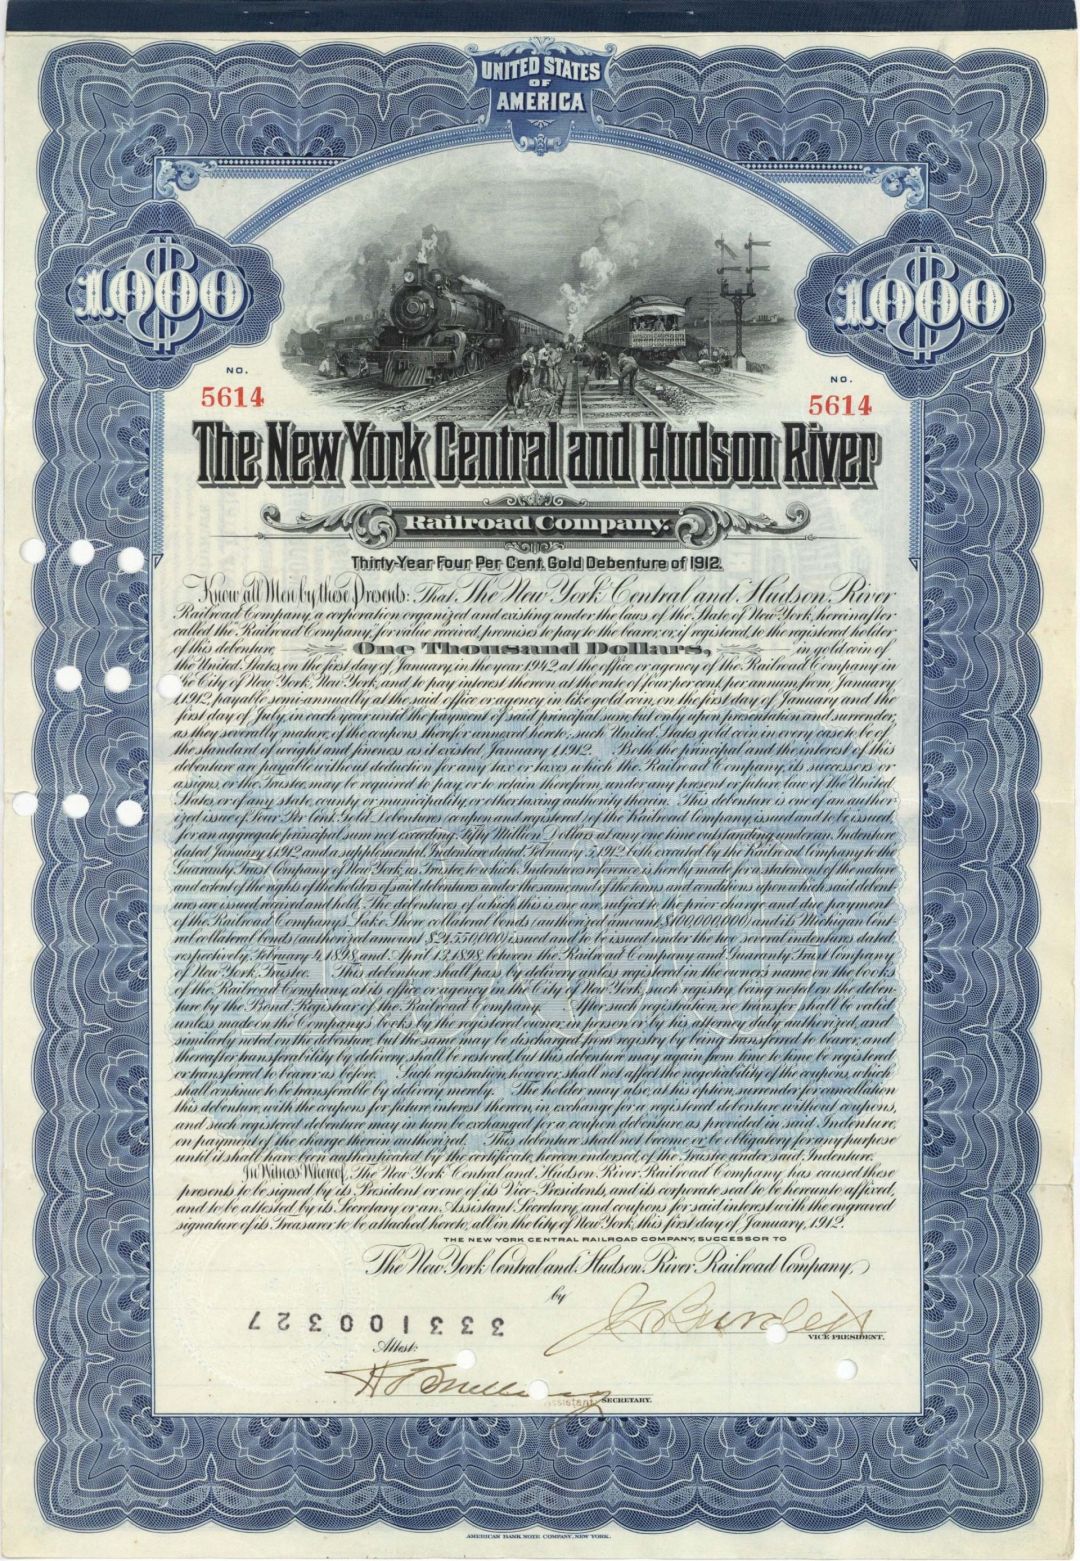 UNITED STATES
OF
AMERICA
$1000
$1000
NO.
5614
NO.
5614
The New York Central and Hudson River
Railroad Company.
Thirty-Year Four Per Cent. Gold Debenture of 1912.
Know all Men by these Presents: That The New York Central and Hudson River
Railroad Company, a corporation organized and existing under the laws of the State of New York, hereinafter
called the Railroad Company, for value received, promises to pay to the bearer, or, if registered, to the registered holder
of this debenture, One Thousand Dollars, in gold coin of
the United States, on the first day of January, in the year 1942, at the office or agency of the Railroad Company in
the City of New York, New York, and to pay interest thereon, at the rate of four per cent. per annum, from January
1, 1912, payable semi-annually at the said office or agency in like gold coin, on the first day of January and the
first day of July, in each year until the payment of said principal sum, but only upon presentation and surrender,
as they severally mature, of the coupons therefor annexed hereto; such United States gold coin in every case to be of
the standard of weight and fineness as it existed January 1, 1912. Both the principal and the interest of this
debenture are payable without deduction for any tax or taxes which the Railroad Company, its successors or
assigns, or the Trustee, may be required to pay, or to retain therefrom, under any present or future law of the United
States, or of any state, county or municipality, or other taxing authority therein. This debenture is one of an author-
ized issue of Four Per Cent. Gold Debentures (coupon and registered) of the Railroad Company, issued and to be issued
for an aggregate principal sum not exceeding Fifty Million Dollars at any one time outstanding under an Indenture
dated January 1, 1912, and a supplemental Indenture dated February 5, 1912, both executed by the Railroad Company to the
Guaranty Trust Company of New York, as Trustee, to which Indentures reference is hereby made for a statement of the nature
and extent of the rights of the holders of said debentures under the same and of the terms and conditions upon which said debent-
ures are issued, received and held. The debentures of which this is one are subject to the prior charge and due payment
of the Railroad Company's Lake Shore collateral bonds (authorized amount $100,000,000) and its Michigan Cent-
ral collateral bonds (authorized amount $21,550,000) issued and to be issued under the two several indentures dated,
respectively, February 4, 1898, and April 13, 1898, between the Railroad Company and Guaranty Trust Company
of New York, Trustee. This debenture shall pass by delivery unless registered in the owner's name on the books
of the Railroad Company, at its office or agency in the City of New York, such registry being noted on the deben-
ture by the Bond Registrar of the Railroad Company. After such registration, no transfer shall be valid
unless made on the Company's books by the registered owner, in person or by his attorney duly authorized, and
similarly noted on the debenture, but the same may be discharged from registry by being transferred to bearer, and
thereafter transferability by delivery shall be restored, but this debenture may again from time to time be registered
or transferred to bearer as before. Such registration, however, shall not affect the negotiability of the coupons, which
shall continue to be transferable by delivery merely. The holder may also, at his option, surrender for cancellation
this debenture, with the coupons for future interest thereon, in exchange for a registered debenture without coupons,
and such registered debenture may in turn be exchanged for a coupon debenture, as provided in said Indenture,
on payment of the charge therein authorized. This debenture shall not become or be obligatory for any purpose
until it shall have been authenticated by the certificate, hereon endorsed, of the Trustee under said Indenture.
In Witness Whereof, The New York Central and Hudson River Railroad Company has caused these
presents to be signed by its President or one of its Vice-Presidents, and its corporate seal to be hereunto affixed,
and to be attested by its Secretary or an Assistant Secretary, and coupons for said interest with the engraved
signature of its Treasurer to be attached hereto, all in the City of New York, this first day of January, 1912.
THE NEW YORK CENTRAL RAILROAD COMPANY, SUCCESSOR TO
The New York Central and Hudson River Railroad Company,
by
VICE PRESIDENT.
333100327
Attest:
Assistant SECRETARY.
AMERICAN BANK NOTE COMPANY, NEW YORK.